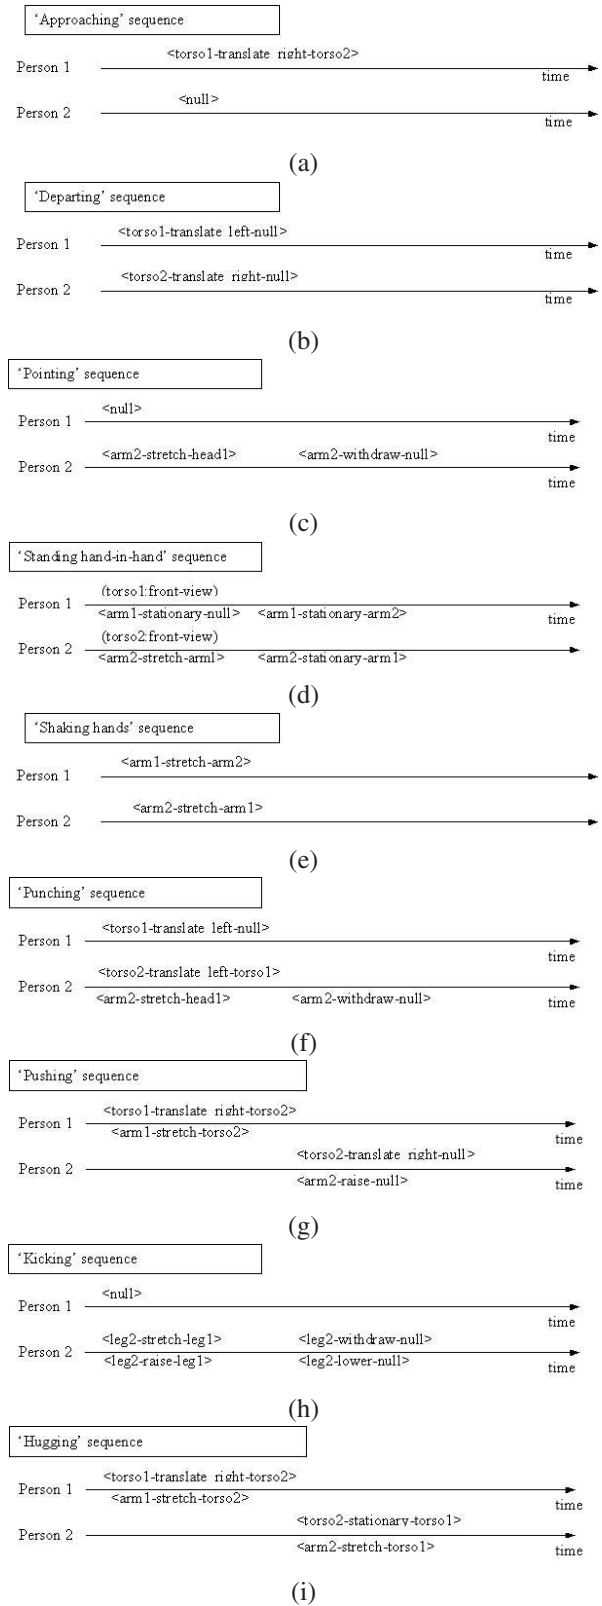 'Approaching' sequence
<torso1-translate right-torso2>
Person 1
time
<null>
Person 2
time
(a)
'Departing' sequence
<torso1-translate left-null>
Person 1
time
<torso2-translate right-null>
Person 2
time
(b)
'Pointing' sequence
<null>
Person 1
time
<arm2-stretch-head1> <arm2-withdraw-null>
Person 2
time
(c)
'Standing hand-in-hand' sequence
(torso1:front-view)
Person 1
<arm1-stationary-null> <arm1-stationary-arm2>
time
(torso2:front-view)
Person 2
<arm2-stretch-arm1> <arm2-stationary-arm1>
(d)
'Shaking hands' sequence
<arm1-stretch-arm2>
Person 1
<arm2-stretch-arm1>
Person 2
(e)
'Punching' sequence
<torso1-translate left-null>
Person 1
time
<torso2-translate left-torso1>
Person 2
<arm2-stretch-head1> <arm2-withdraw-null>
time
(f)
'Pushing' sequence
<torso1-translate right-torso2>
Person 1
<arm1-stretch-torso2>
time
<torso2-translate right-null>
Person 2
<arm2-raise-null>
time
(g)
'Kicking' sequence
<null>
Person 1
time
<leg2-stretch-leg1> <leg2-withdraw-null>
Person 2
<leg2-raise-leg1> <leg2-lower-null>
time
(h)
'Hugging' sequence
<torso1-translate right-torso2>
Person 1
<arm1-stretch-torso2>
time
<torso2-stationary-torso1>
Person 2
<arm2-stretch-torso1>
time
(i)